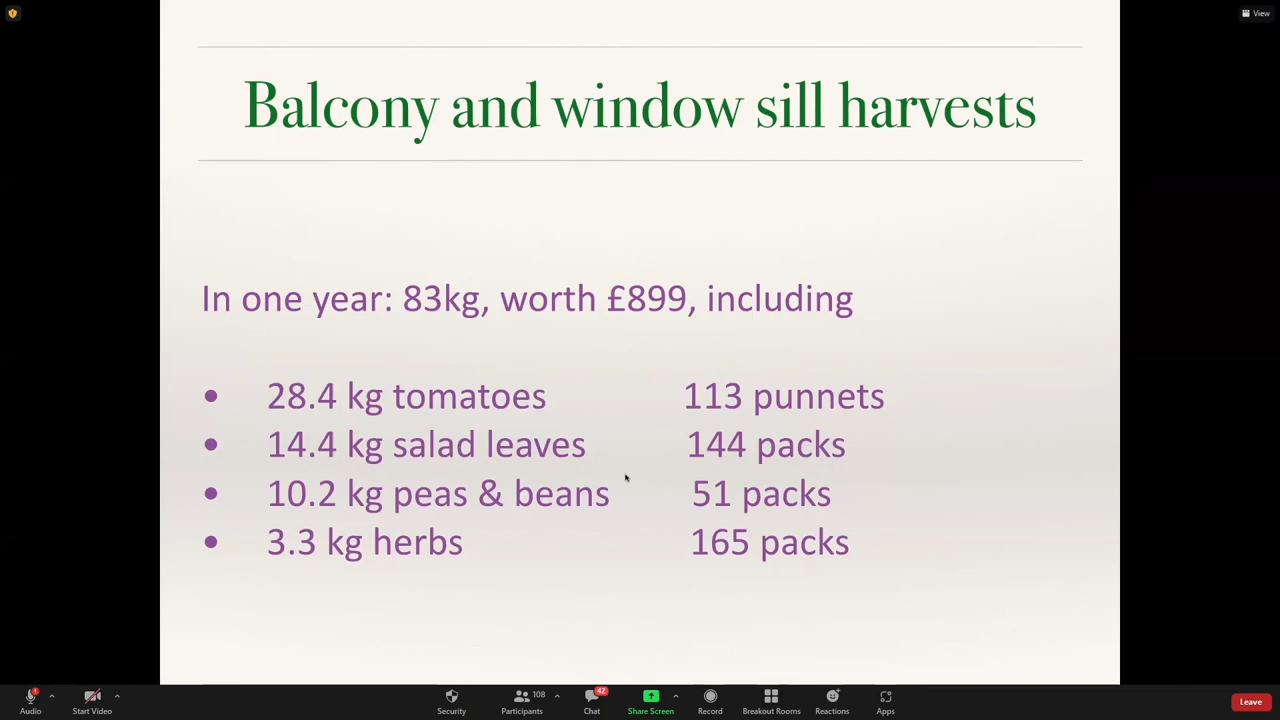 View
Balcony and window sill harvests
In one year: 83kg, worth £899, including
• 28.4 kg tomatoes 113 punnets
• 14.4 kg salad leaves 144 packs
• 10.2 kg peas & beans 51 packs
• 3.3 kg herbs 165 packs
Audio
Start Video
Security
Participants 108
Chat 42
Share Screen
Record
Breakout Rooms
Reactions
Apps
Leave